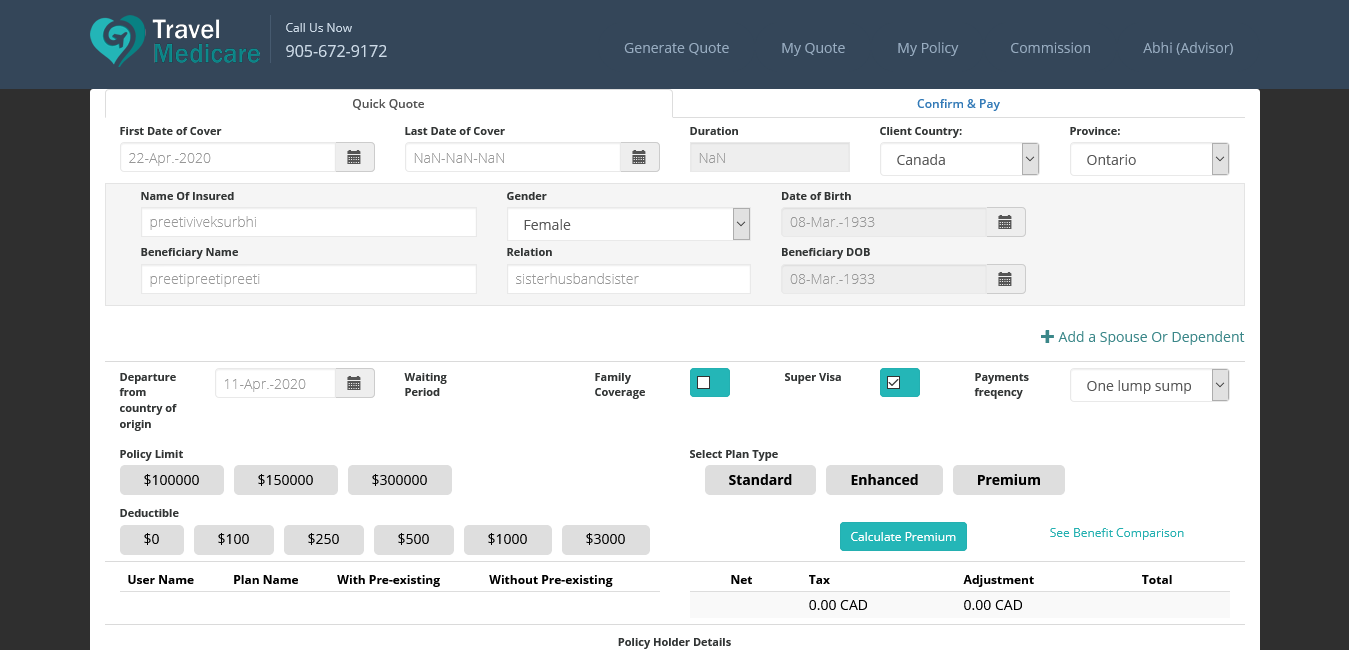 Travel
Medicare
Call Us Now
905-672-9172
Generate Quote My Quote My Policy Commission Abhi (Advisor)
Quick Quote Confirm & Pay
First Date of Cover Last Date of Cover Duration Client Country: Province:
22-Apr.-2020 NaN-NaN-NaN NaN Canada Ontario
Name Of Insured Gender Date of Birth
preetiviveksurbhi Female 08-Mar.-1933
Beneficiary Name Relation Beneficiary DOB
preetipreetipreeti sisterhusbandsister 08-Mar.-1933
Add a Spouse Or Dependent
Departure from country of origin 11-Apr.-2020 Waiting Period Family Coverage Super Visa Payments freqency One lump sump
Policy Limit Select Plan Type
$100000 $150000 $300000 Standard Enhanced Premium
Deductible
$0 $100 $250 $500 $1000 $3000 Calculate Premium See Benefit Comparison
User Name Plan Name With Pre-existing Without Pre-existing Net Tax Adjustment Total
0.00 CAD 0.00 CAD
Policy Holder Details